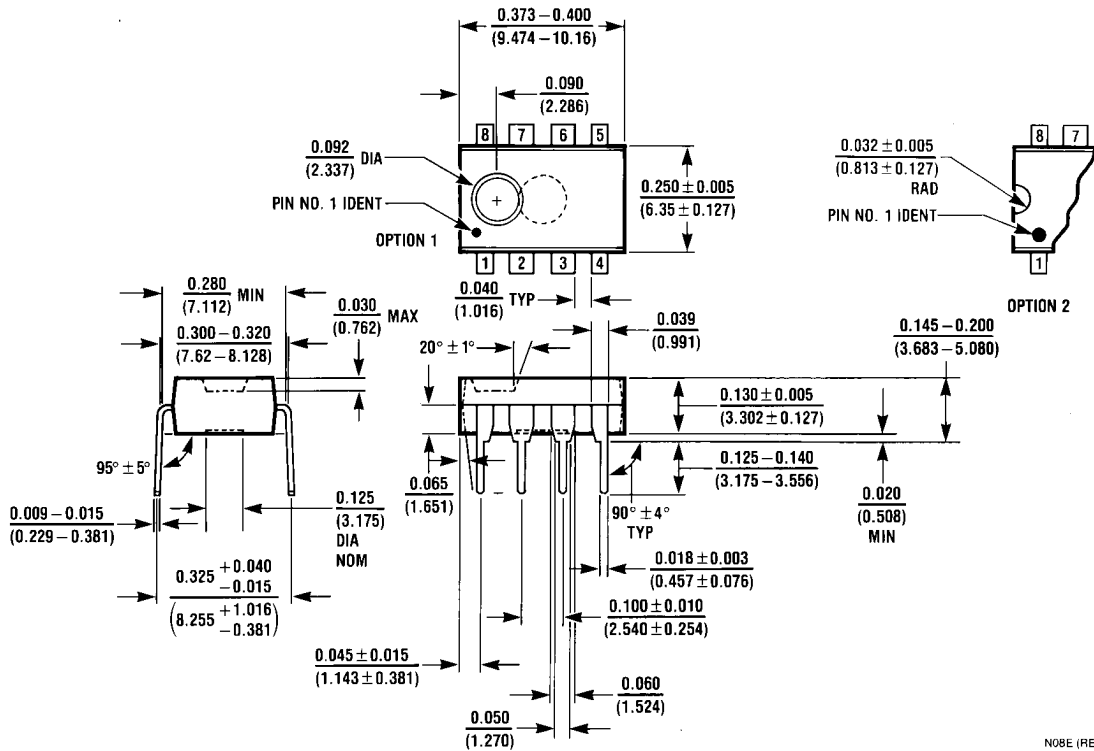 0.373 – 0.400
(9.474 – 10.16)
0.090
(2.286)
8 7 6 5
0.092 DIA
(2.337)
PIN NO. 1 IDENT
OPTION 1
+
0.250 ± 0.005
(6.35 ± 0.127)
1 2 3 4
8 7
0.032 ± 0.005
(0.813 ± 0.127)
RAD
PIN NO. 1 IDENT
1
OPTION 2
0.280 MIN
(7.112)
0.300 – 0.320
(7.62 – 8.128)
0.030 MAX
(0.762)
0.040 TYP
(1.016)
0.039
(0.991)
20° ± 1°
0.145 – 0.200
(3.683 – 5.080)
0.130 ± 0.005
(3.302 ± 0.127)
0.125 – 0.140
(3.175 – 3.556)
0.020
(0.508)
MIN
95° ± 5°
0.009 – 0.015
(0.229 – 0.381)
0.125
(3.175)
DIA
NOM
0.065
(1.651)
90° ± 4°
TYP
0.325 +0.040
-0.015
(8.255 +1.016
-0.381)
0.018 ± 0.003
(0.457 ± 0.076)
0.100 ± 0.010
(2.540 ± 0.254)
0.045 ± 0.015
(1.143 ± 0.381)
0.060
(1.524)
0.050
(1.270)
N08E (RE